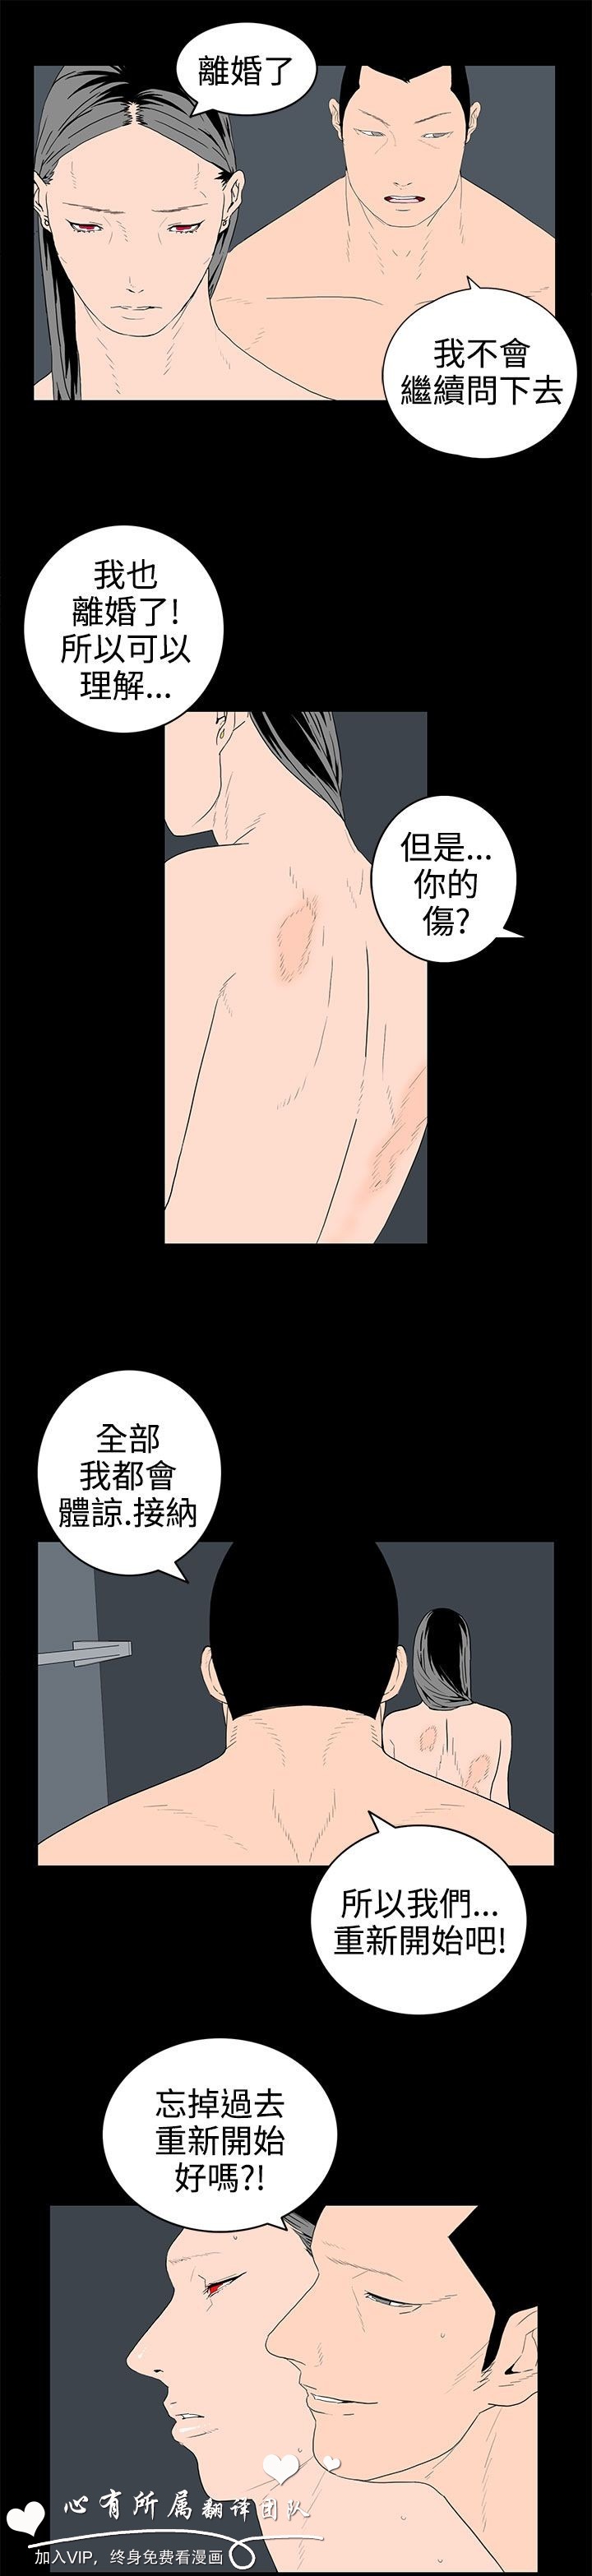 離婚了
我不會
繼續問下去
我也
離婚了!
所以可以
理解...
但是...
你的
傷?
全部
我都會
體諒.接納
所以我們...
重新開始吧!
忘掉過去
重新開始
好嗎?!
心有所属翻译团队
加入VIP，终身免费看漫画